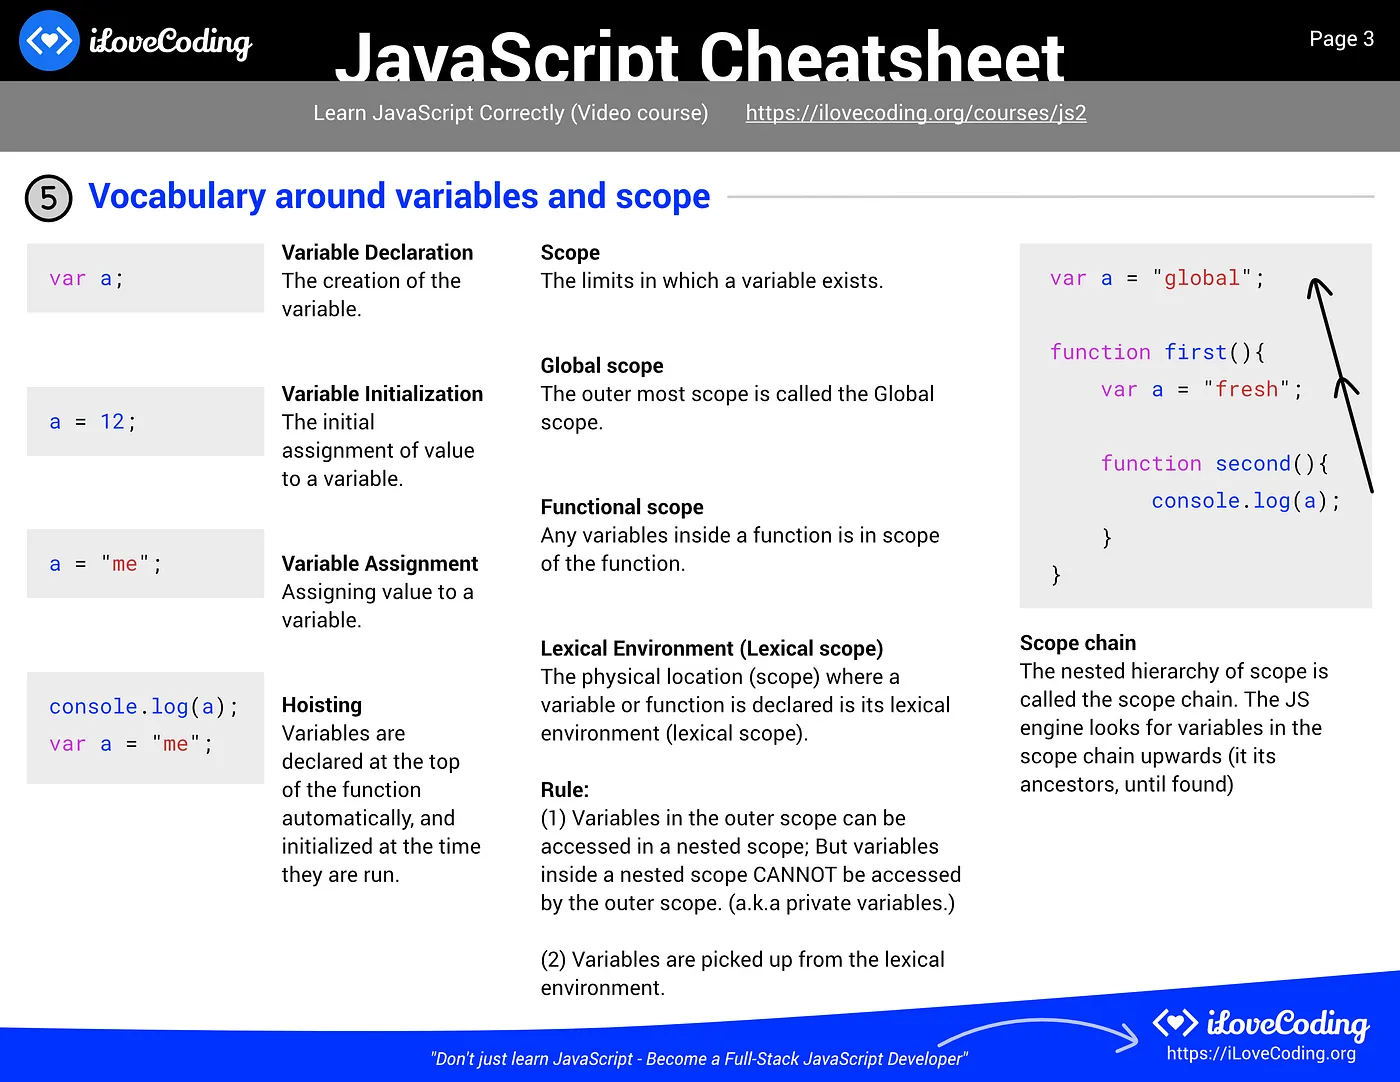 iLoveCoding
JavaScript Cheatsheet
Page 3
Learn JavaScript Correctly (Video course)
https://ilovecoding.org/courses/js2
5
Vocabulary around variables and scope
var a;
Variable Declaration
The creation of the
variable.
a = 12;
Variable Initialization
The initial
assignment of value
to a variable.
a = "me";
Variable Assignment
Assigning value to a
variable.
console.log(a);
var a = "me";
Hoisting
Variables are
declared at the top
of the function
automatically, and
initialized at the time
they are run.
Scope
The limits in which a variable exists.
Global scope
The outer most scope is called the Global
scope.
Functional scope
Any variables inside a function is in scope
of the function.
Lexical Environment (Lexical scope)
The physical location (scope) where a
variable or function is declared is its lexical
environment (lexical scope).
Rule:
(1) Variables in the outer scope can be
accessed in a nested scope; But variables
inside a nested scope CANNOT be accessed
by the outer scope. (a.k.a private variables.)
(2) Variables are picked up from the lexical
environment.
var a = "global";
function first(){
var a = "fresh";
function second(){
console.log(a);
}
}
Scope chain
The nested hierarchy of scope is
called the scope chain. The JS
engine looks for variables in the
scope chain upwards (it its
ancestors, until found)
"Don't just learn JavaScript - Become a Full-Stack JavaScript Developer"
iLoveCoding
https://iLoveCoding.org